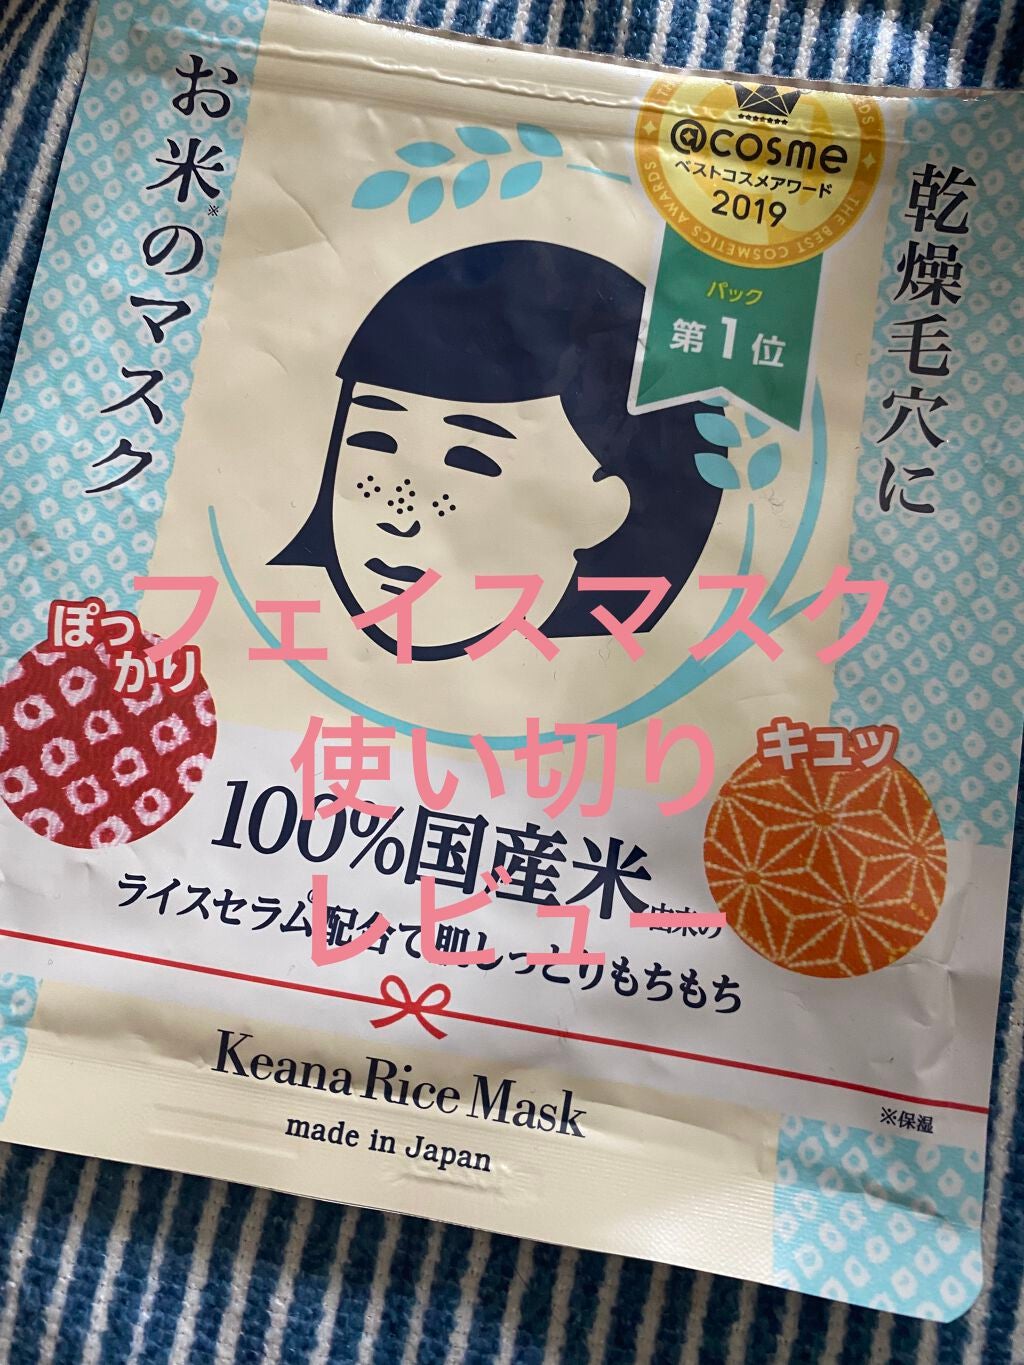 お米※のマスク
乾燥毛穴に
@cosme
ベストコスメアワード
2019
THE BEST COSMETICS AWARDS
パック
第1位
ぽっ
かり
キュッ
フェイスマスク
使い切り
レビュー
100%国産米由来の
ライスセラム®配合で肌しっとりもちもち
Keana Rice Mask
made in Japan
※保湿